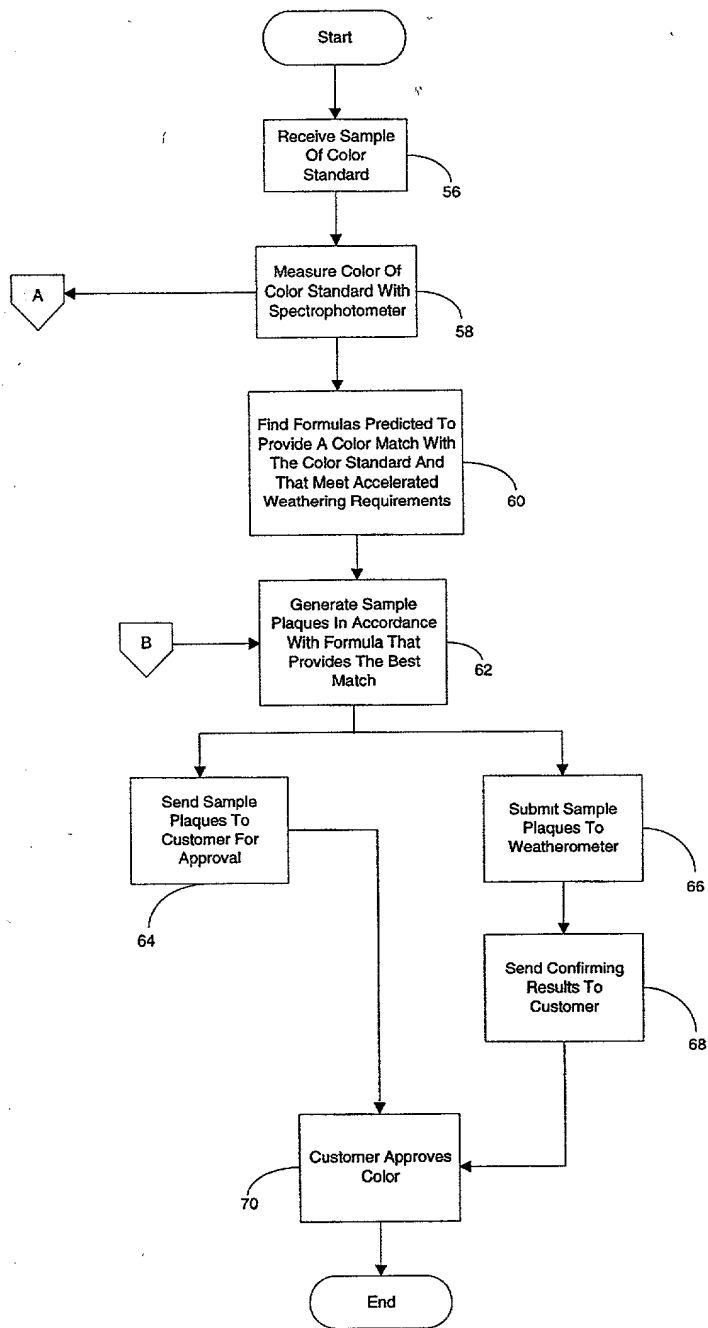 Start
Receive Sample
Of Color
Standard
56
Measure Color Of
Color Standard With
Spectrophotometer
A
58
Find Formulas Predicted To
Provide A Color Match With
The Color Standard And
That Meet Accelerated
Weathering Requirements
60
Generate Sample
Plaques In Accordance
With Formula That
Provides The Best
Match
B
62
Send Sample
Plaques To
Customer For
Approval
64
Submit Sample
Plaques To
Weatherometer
66
Send Confirming
Results To
Customer
68
Customer Approves
Color
70
End